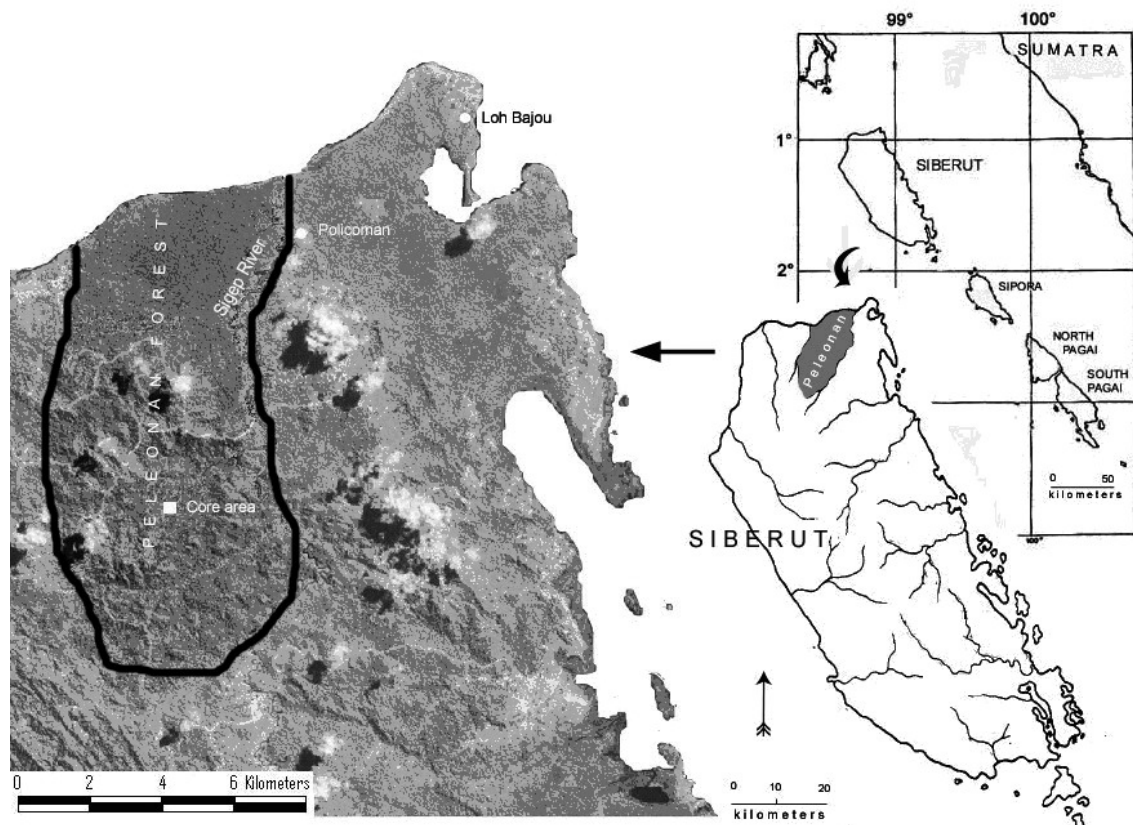 Loh Bajou
Policoman
Sigep River
PELEONAN FOREST
Core area
0 2 4 6 Kilometers
99° 100°
SUMATRA
1°
SIBERUT
2°
SIPORA
NORTH
PAGAI
SOUTH
PAGAI
0 50
kilometers
100°
Peleonan
SIBERUT
0 10 20
kilometers